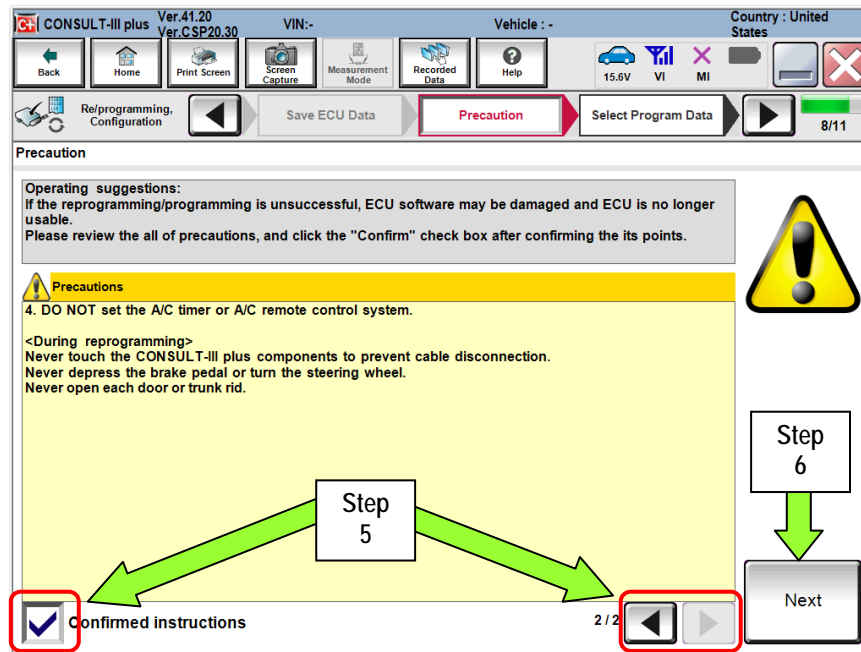 CONSULT-III plus Ver.41.20 Ver.CSP20.30 VIN:- Vehicle : - Country : United States
Back Home Print Screen Screen Capture Measurement Mode Recorded Data Help 15.6V VI MI
Re/programming, Configuration Save ECU Data Precaution Select Program Data 8/11
Precaution
Operating suggestions:
If the reprogramming/programming is unsuccessful, ECU software may be damaged and ECU is no longer
usable.
Please review the all of precautions, and click the "Confirm" check box after confirming the its points.
Precautions
4. DO NOT set the A/C timer or A/C remote control system.
<During reprogramming>
Never touch the CONSULT-III plus components to prevent cable disconnection.
Never depress the brake pedal or turn the steering wheel.
Never open each door or trunk rid.
Step
5
Step
6
Confirmed instructions
2 / 2
Next